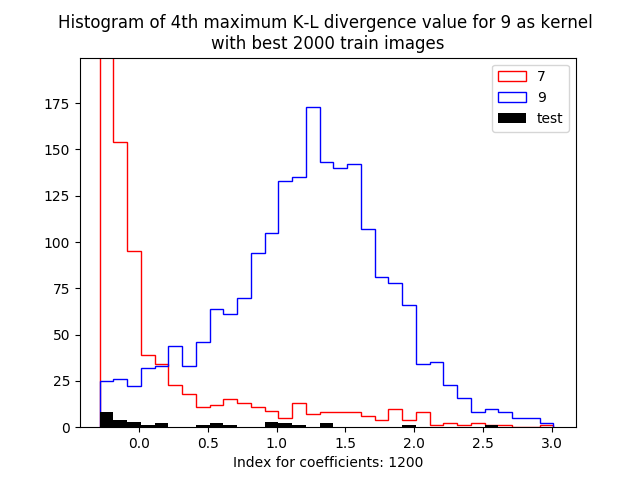 Histogram of 4th maximum K-L divergence value for 9 as kernel
with best 2000 train images
7
9
test
175
150
125
100
75
50
25
0
0.0 0.5 1.0 1.5 2.0 2.5 3.0
Index for coefficients: 1200